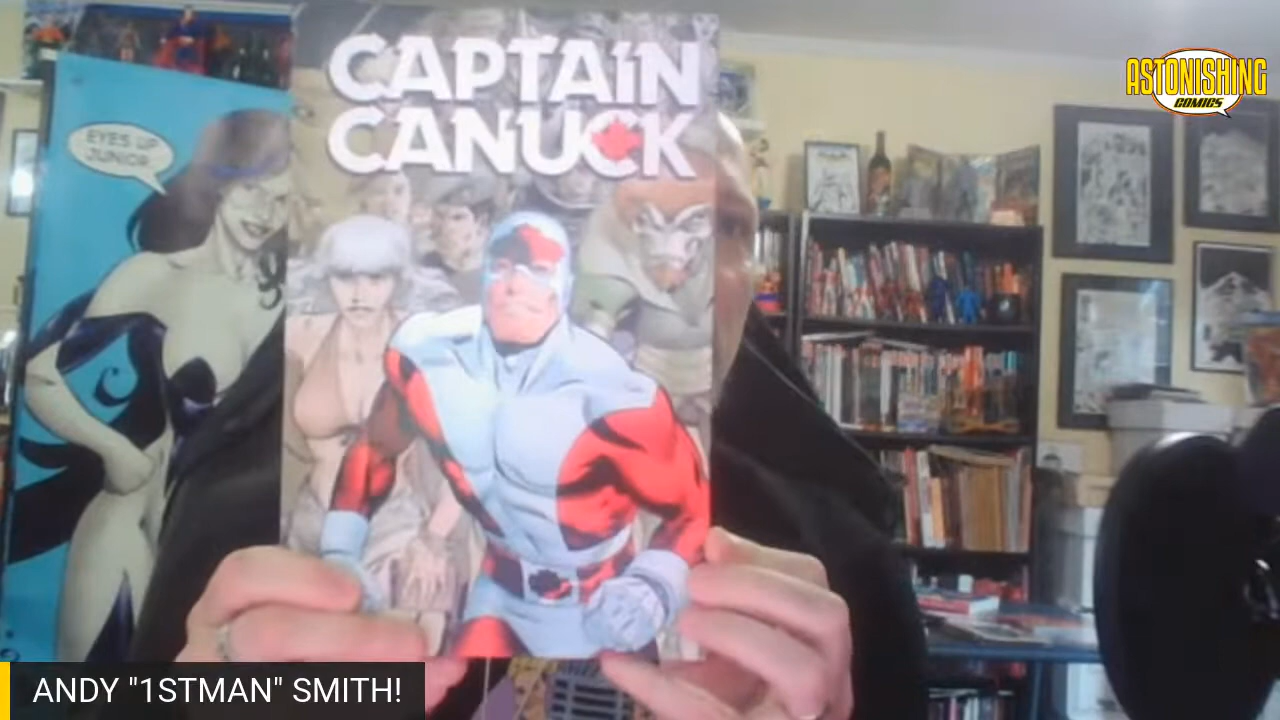 CAPTAIN
CANUCK
EYES UP
JUNIOR
ASTONISHING
COMICS
ANDY "1STMAN" SMITH!